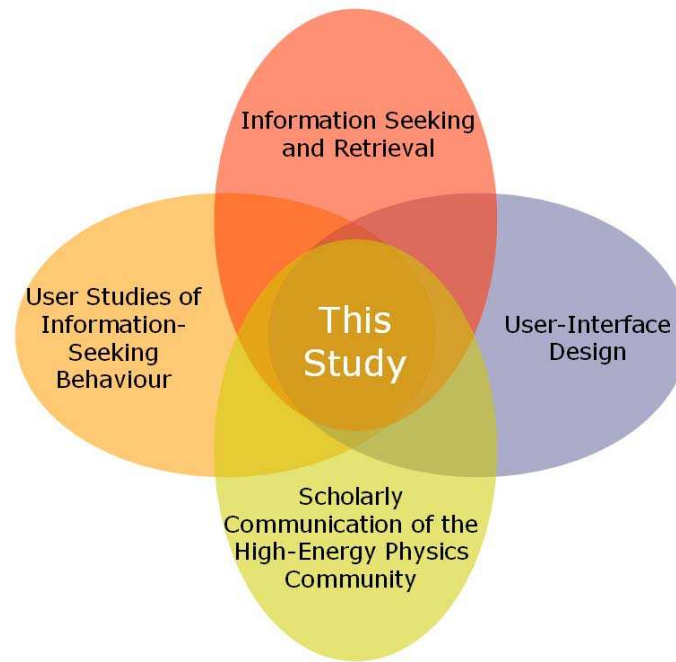 Information Seeking
and Retrieval
User Studies of
Information-
Seeking
Behaviour
This
Study
User-Interface
Design
Scholarly
Communication of the
High-Energy Physics
Community